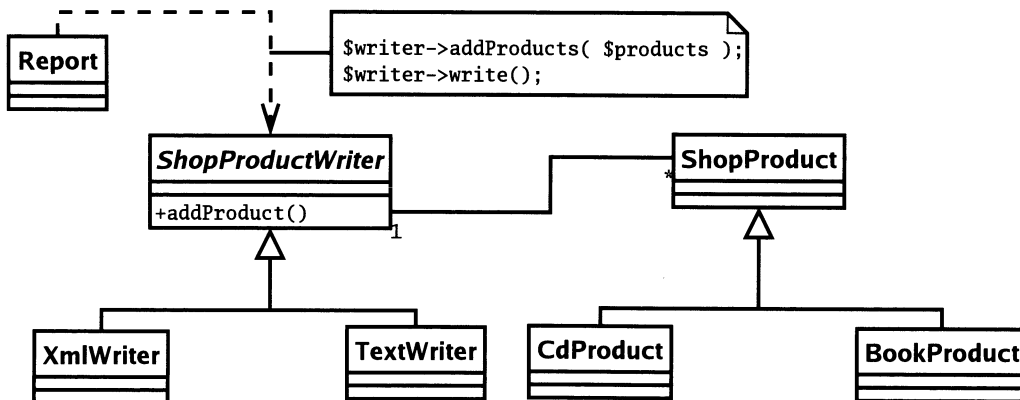 Report
$writer->addProducts( $products );
$writer->write();
ShopProductWriter
+addProduct()
1
ShopProduct
*
XmlWriter
TextWriter
CdProduct
BookProduct